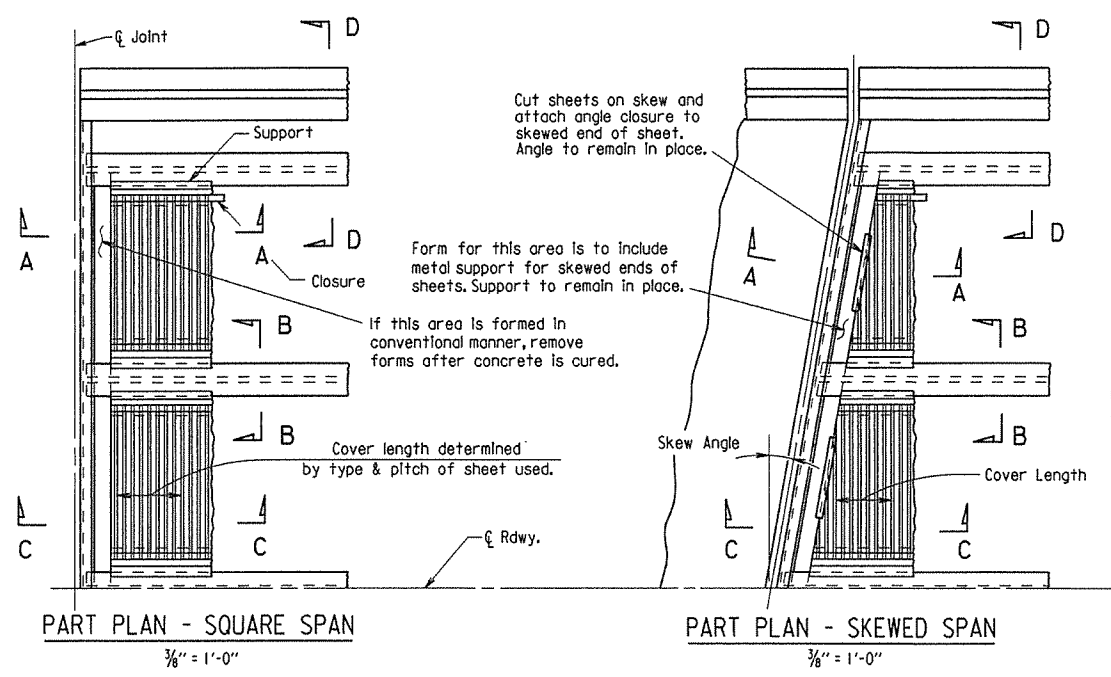 ℄ Joint
D
Support
A
A
D
Closure
B
If this area is formed in
conventional manner, remove
forms after concrete is cured.
B
Cover length determined
by type & pitch of sheet used.
C
C
℄ Rdwy.
PART PLAN - SQUARE SPAN
3/8" = 1'-0"
D
Cut sheets on skew and
attach angle closure to
skewed end of sheet.
Angle to remain in place.
D
A
A
Form for this area is to include
metal support for skewed ends of
sheets. Support to remain in place.
B
B
Skew Angle
Cover Length
C
C
PART PLAN - SKEWED SPAN
3/8" = 1'-0"